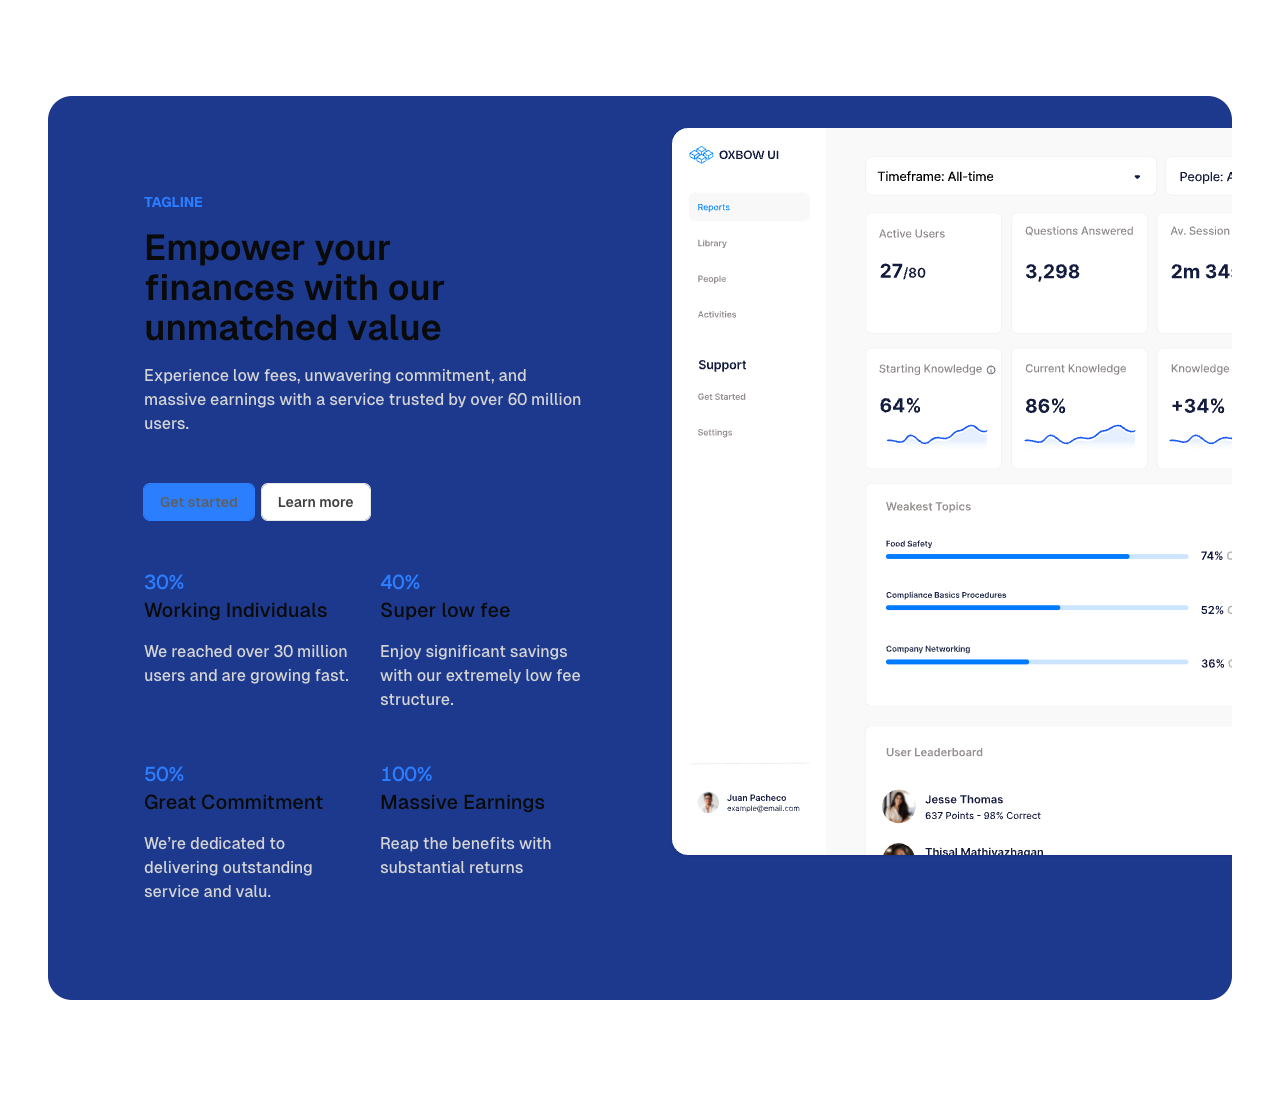 TAGLINE
Empower your
finances with our
unmatched value
Experience low fees, unwavering commitment, and
massive earnings with a service trusted by over 60 million
users.
Get started
Learn more
30%
Working Individuals
We reached over 30 million
users and are growing fast.
40%
Super low fee
Enjoy significant savings
with our extremely low fee
structure.
50%
Great Commitment
We’re dedicated to
delivering outstanding
service and valu.
100%
Massive Earnings
Reap the benefits with
substantial returns
OXBOW UI
Reports
Library
People
Activities
Support
Get Started
Settings
Juan Pacheco
example@email.com
Timeframe: All-time
People:
Active Users
27/80
Questions Answered
3,298
Av. Session
2m
Starting Knowledge
64%
Current Knowledge
86%
Knowledge
+34%
Weakest Topics
Food Safety
74%
Compliance Basics Procedures
52%
Company Networking
36%
User Leaderboard
Jesse Thomas
637 Points - 98% Correct
Thisal Mathiyazhagan